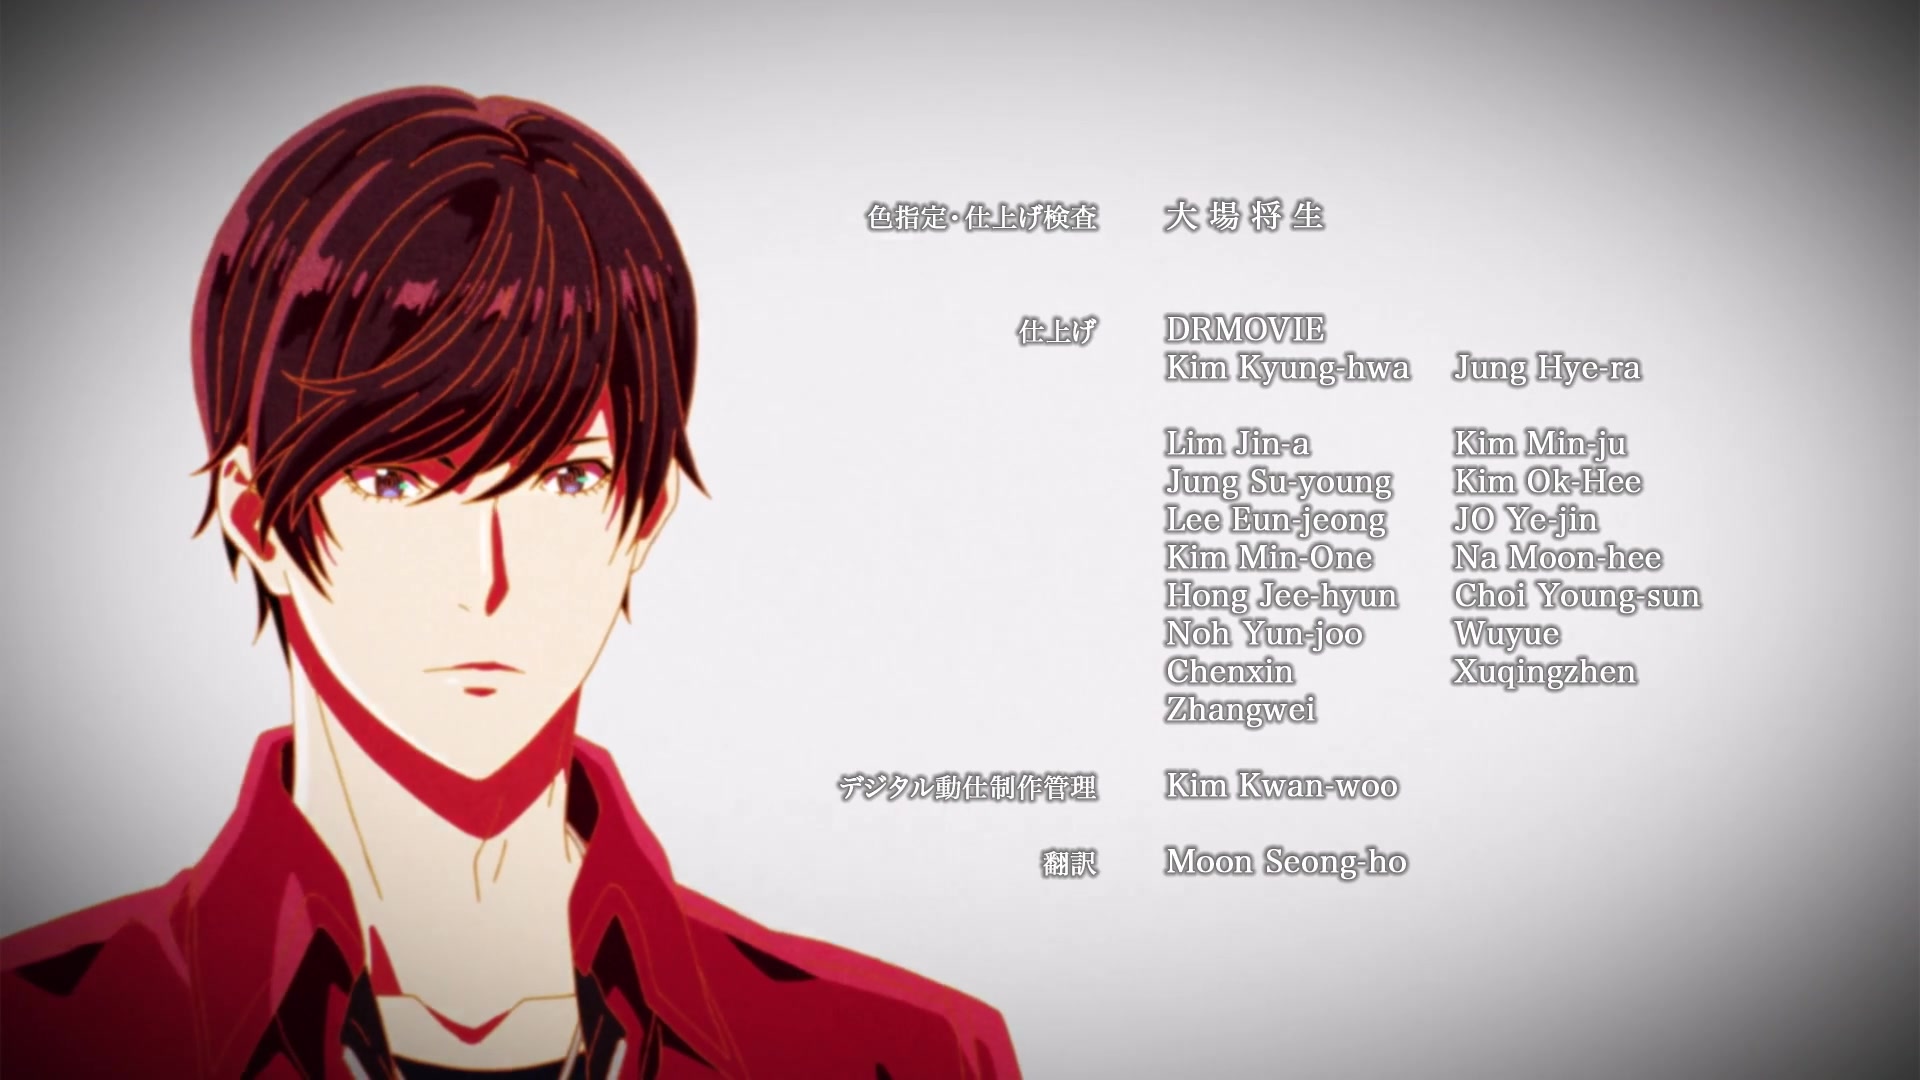 色指定・仕上げ検査 大場将生
仕上げ DRMOVIE
Kim Kyung-hwa Jung Hye-ra
Lim Jin-a Kim Min-ju
Jung Su-young Kim Ok-Hee
Lee Eun-jeong JO Ye-jin
Kim Min-One Na Moon-hee
Hong Jee-hyun Choi Young-sun
Noh Yun-joo Wuyue
Chenxin Xuqingzhen
Zhangwei
デジタル動仕制作管理 Kim Kwan-woo
翻訳 Moon Seong-ho